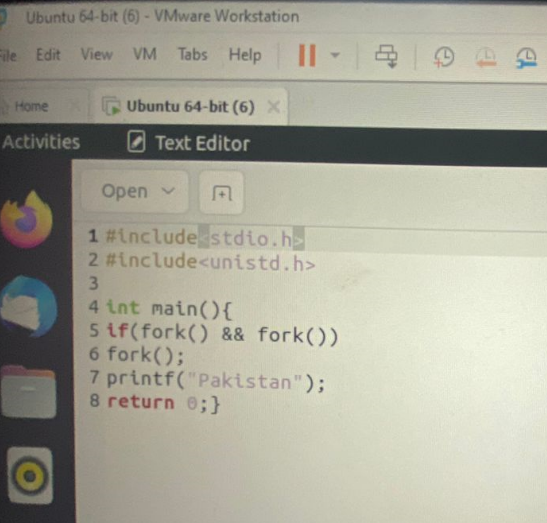 Ubuntu 64-bit (6) - VMware Workstation
File Edit View VM Tabs Help
Home Ubuntu 64-bit (6)
Activities Text Editor
Open
1 #include<stdio.h>
2 #include<unistd.h>
3
4 int main(){
5 if(fork() && fork())
6 fork();
7 printf("Pakistan");
8 return 0;}